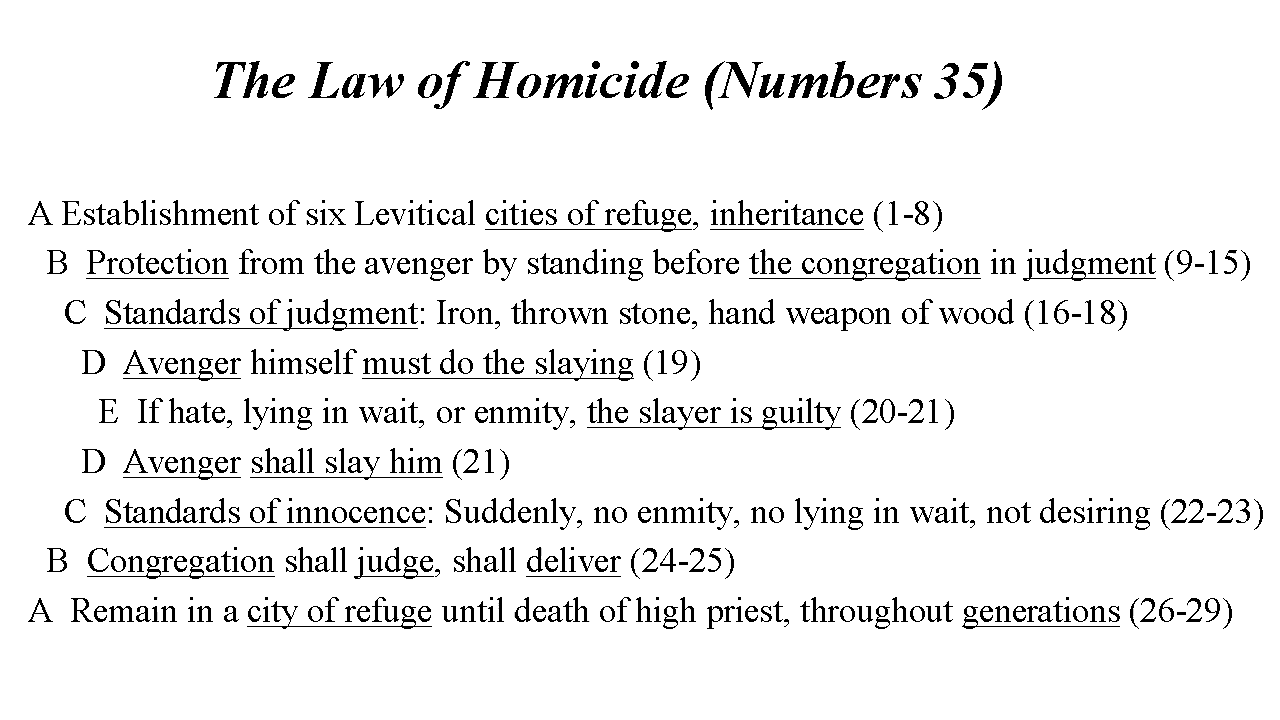 The Law of Homicide (Numbers 35)
A Establishment of six Levitical cities of refuge, inheritance (1-8)
B Protection from the avenger by standing before the congregation in judgment (9-15)
C Standards of judgment: Iron, thrown stone, hand weapon of wood (16-18)
D Avenger himself must do the slaying (19)
E If hate, lying in wait, or enmity, the slayer is guilty (20-21)
D Avenger shall slay him (21)
C Standards of innocence: Suddenly, no enmity, no lying in wait, not desiring (22-23)
B Congregation shall judge, shall deliver (24-25)
A Remain in a city of refuge until death of high priest, throughout generations (26-29)